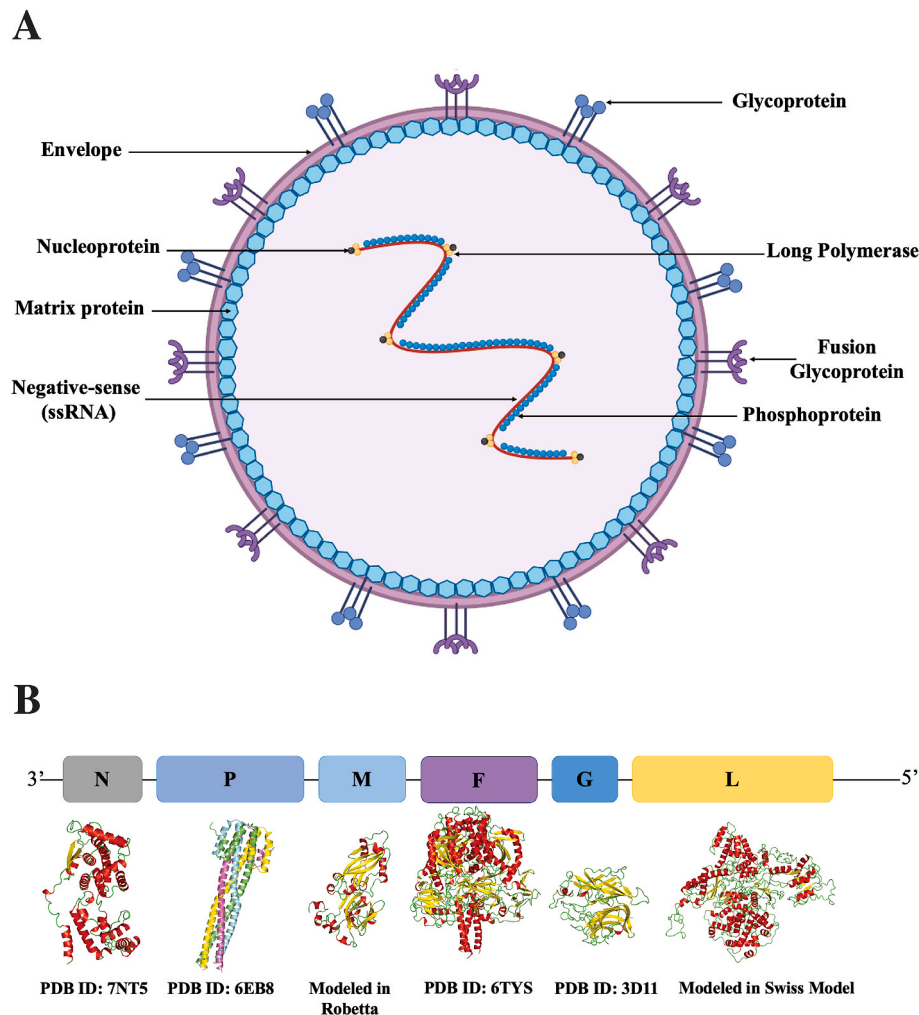 A
Glycoprotein
Envelope
Nucleoprotein
Long Polymerase
Matrix protein
Fusion
Glycoprotein
Negative-sense
(ssRNA)
Phosphoprotein
B
3’ N P M F G L 5’
PDB ID: 7NT5 PDB ID: 6EB8 Modeled in PDB ID: 6TYS PDB ID: 3D11 Modeled in Swiss Model
Robetta